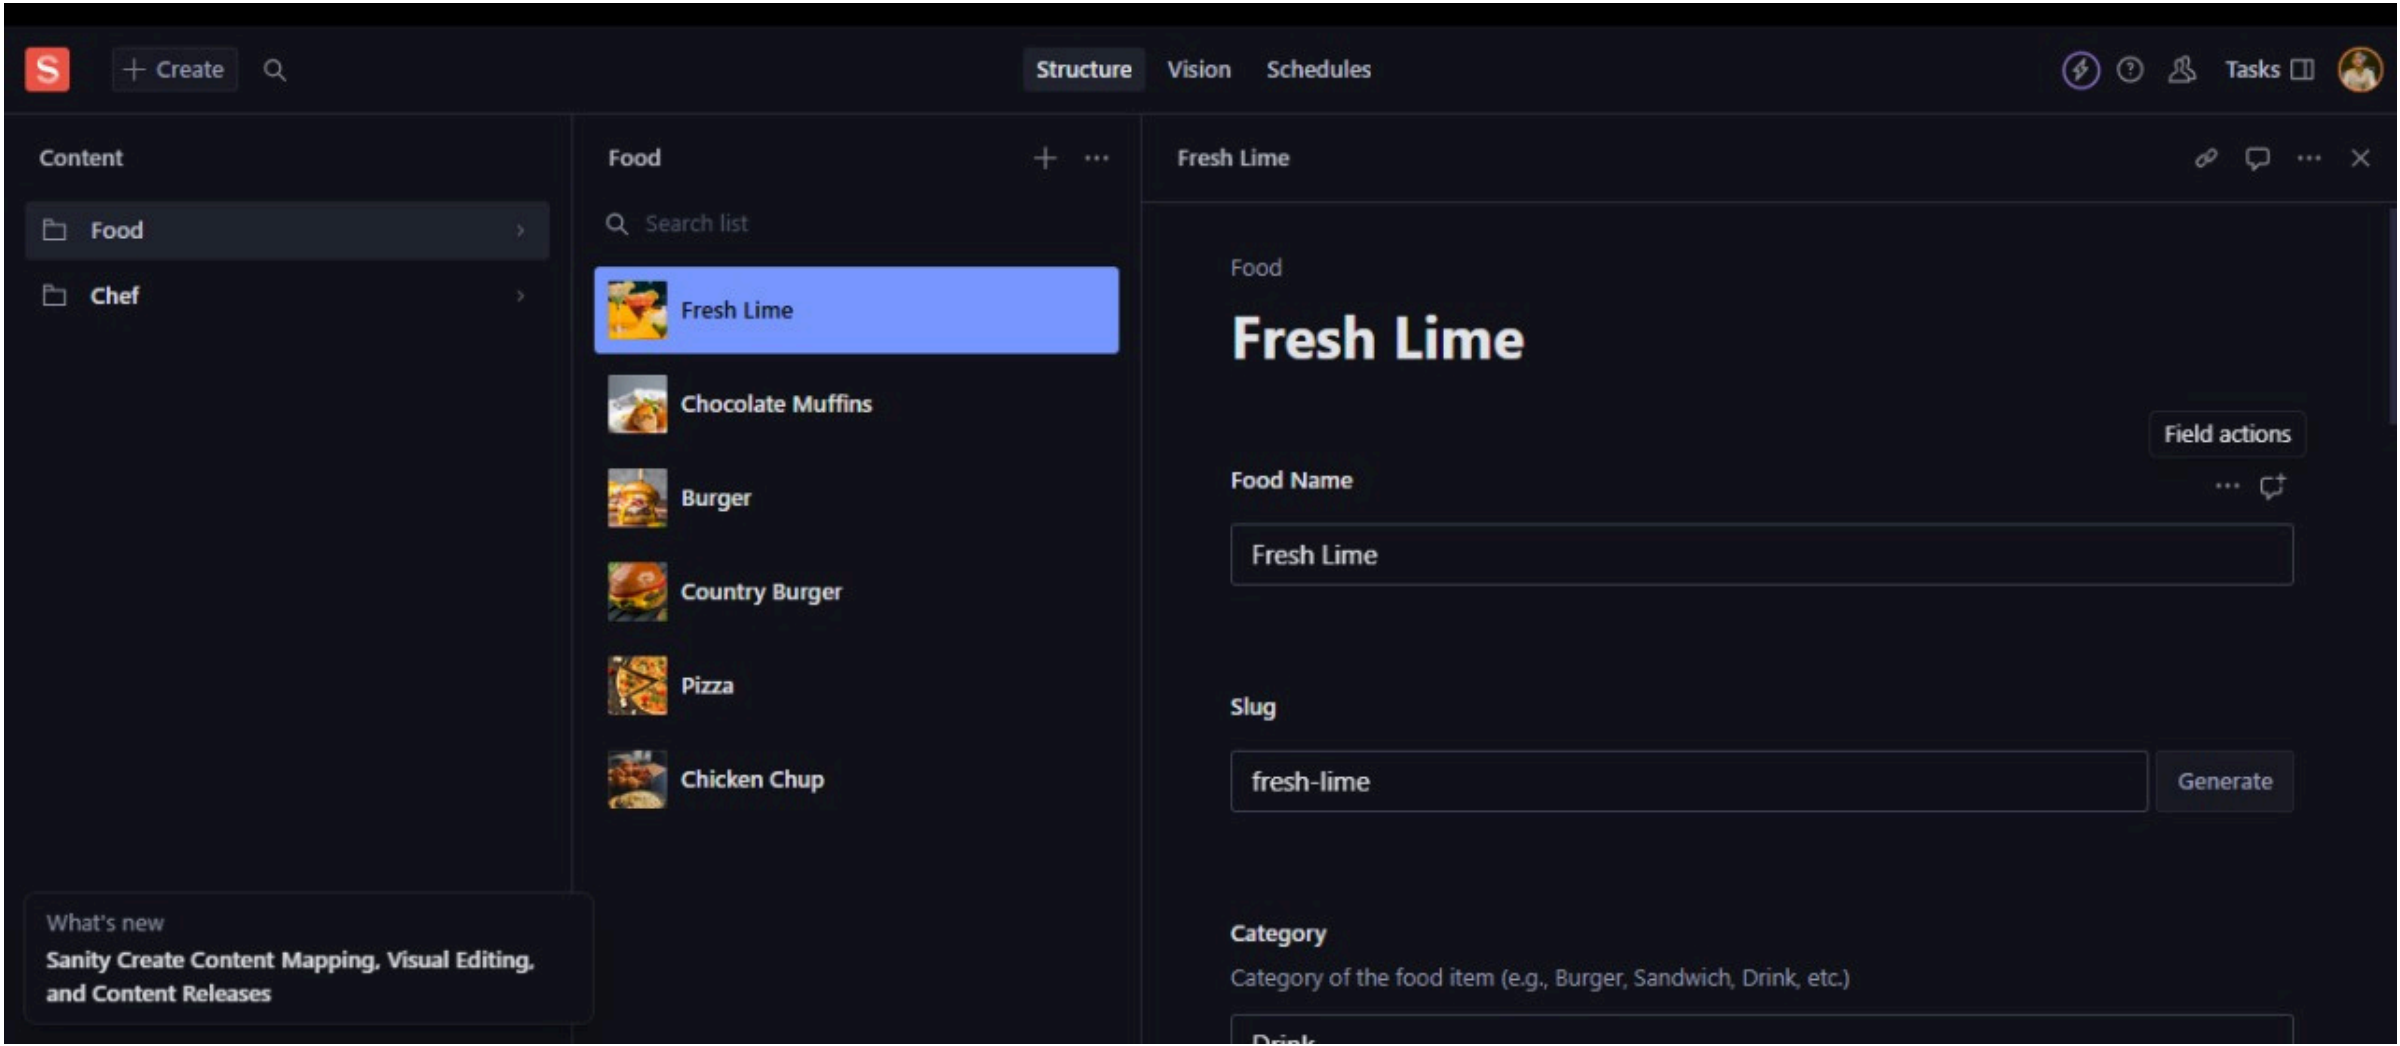 S
Create
Structure
Vision
Schedules
Tasks
Content
Food
Chef
What's new
Sanity Create Content Mapping, Visual Editing,
and Content Releases
Food
Search list
Fresh Lime
Chocolate Muffins
Burger
Country Burger
Pizza
Chicken Chup
Fresh Lime
Food
Fresh Lime
Field actions
Food Name
Fresh Lime
Slug
fresh-lime
Generate
Category
Category of the food item (e.g., Burger, Sandwich, Drink, etc.)
Drink